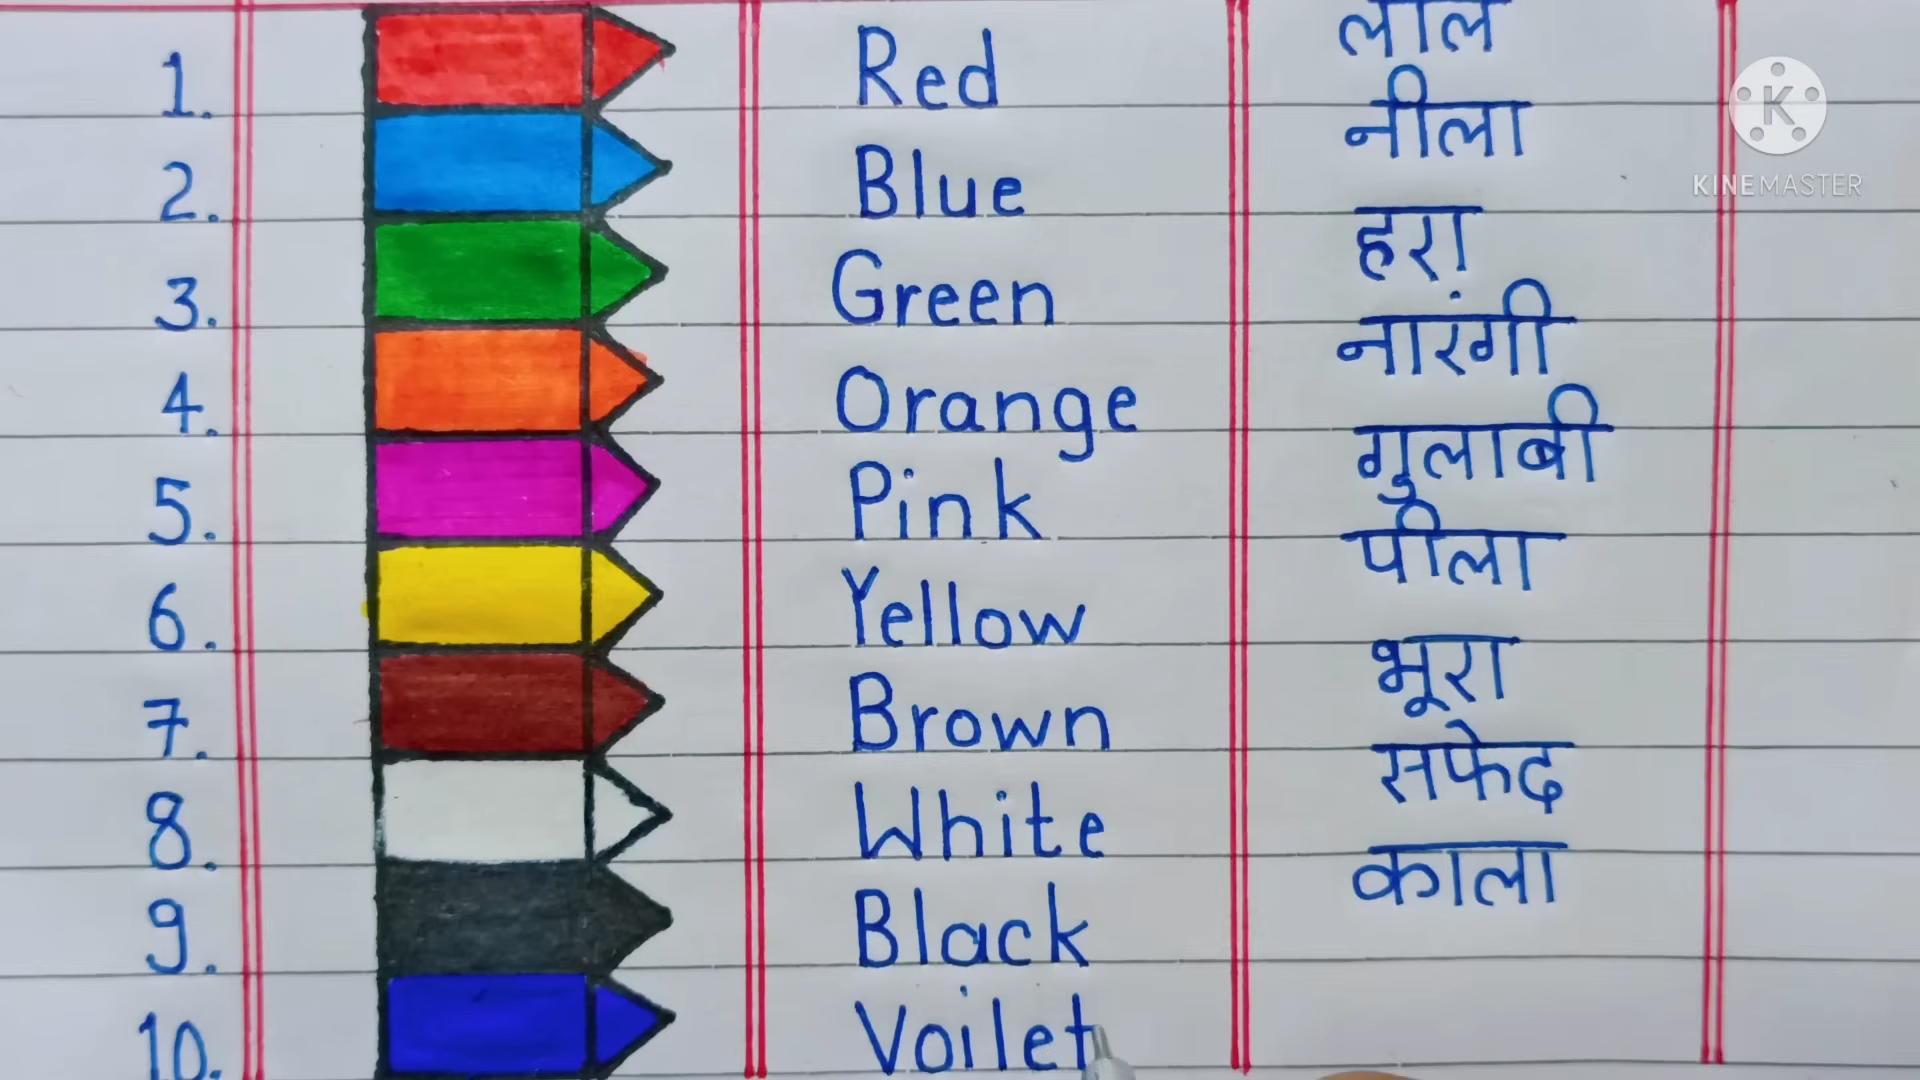 1. Red लाल
2. Blue नीला
3. Green हरा
4. Orange नारंगी
5. Pink गुलाबी
6. Yellow पीला
7. Brown भूरा
8. White सफेद
9. Black काला
10. Voilet
K
KINEMASTER